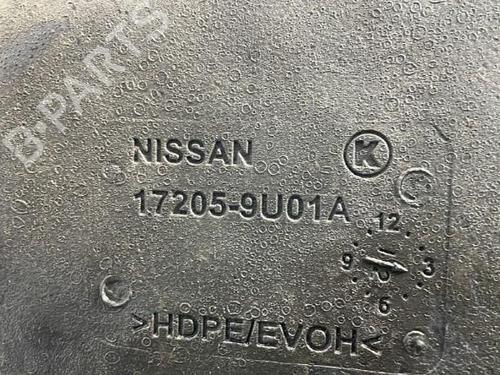 B-PARTS
NISSAN K
17205-9U01A
12
9 3
6
>HDPE/EVOH<